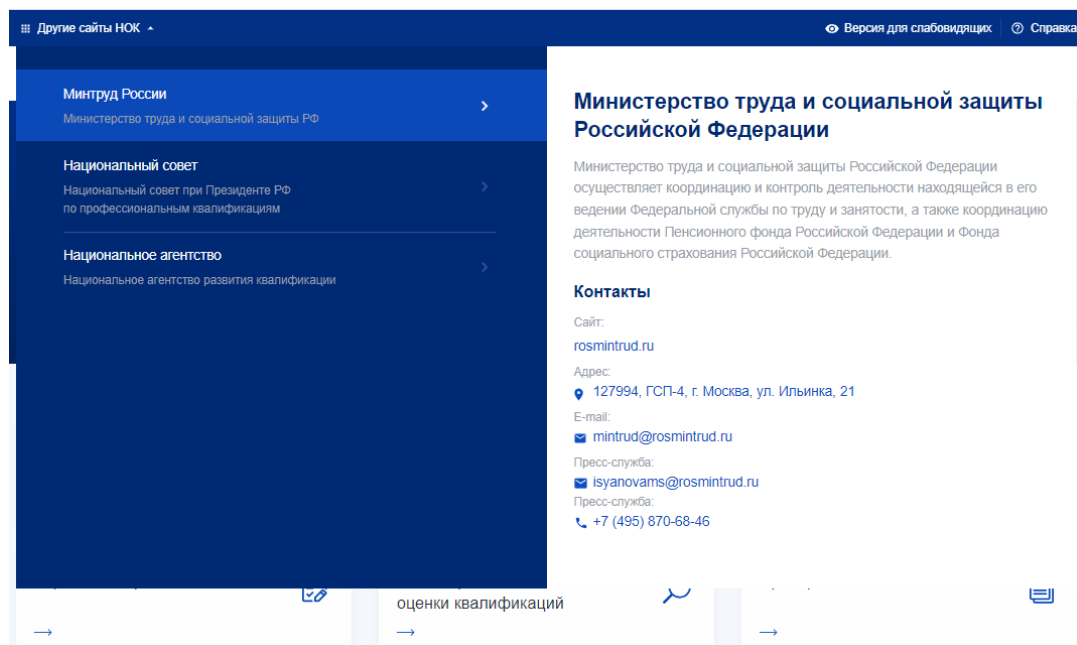 Другие сайты НОК
Версия для слабовидящих
Справка
Минтруд России
Министерство труда и социальной защиты РФ
Национальный совет
Национальный совет при Президенте РФ
по профессиональным квалификациям
Национальное агентство
Национальное агентство развития квалификации
Министерство труда и социальной защиты
Российской Федерации
Министерство труда и социальной защиты Российской Федерации
осуществляет координацию и контроль деятельности находящейся в его
ведении Федеральной службы по труду и занятости, а также координацию
деятельности Пенсионного фонда Российской Федерации и Фонда
социального страхования Российской Федерации.
Контакты
Сайт:
rosmintrud.ru
Адрес:
127994, ГСП-4, г. Москва, ул. Ильинка, 21
E-mail:
mintrud@rosmintrud.ru
Пресс-служба:
isyanovams@rosmintrud.ru
Пресс-служба:
+7 (495) 870-68-46
оценки квалификаций